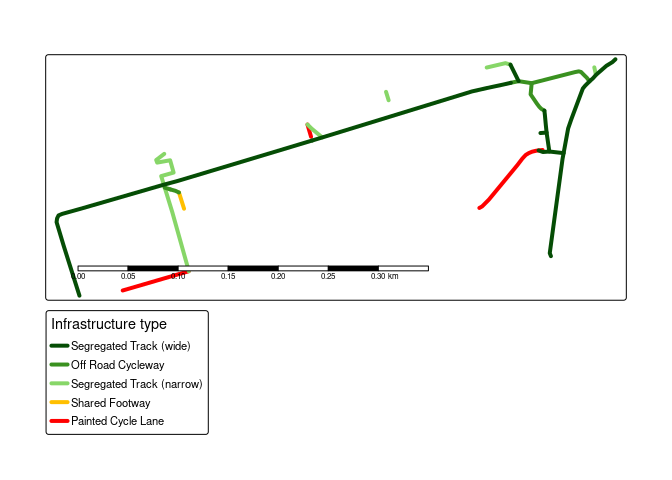 0.00 0.05 0.10 0.15 0.20 0.25 0.30 km
Infrastructure type
Segregated Track (wide)
Off Road Cycleway
Segregated Track (narrow)
Shared Footway
Painted Cycle Lane